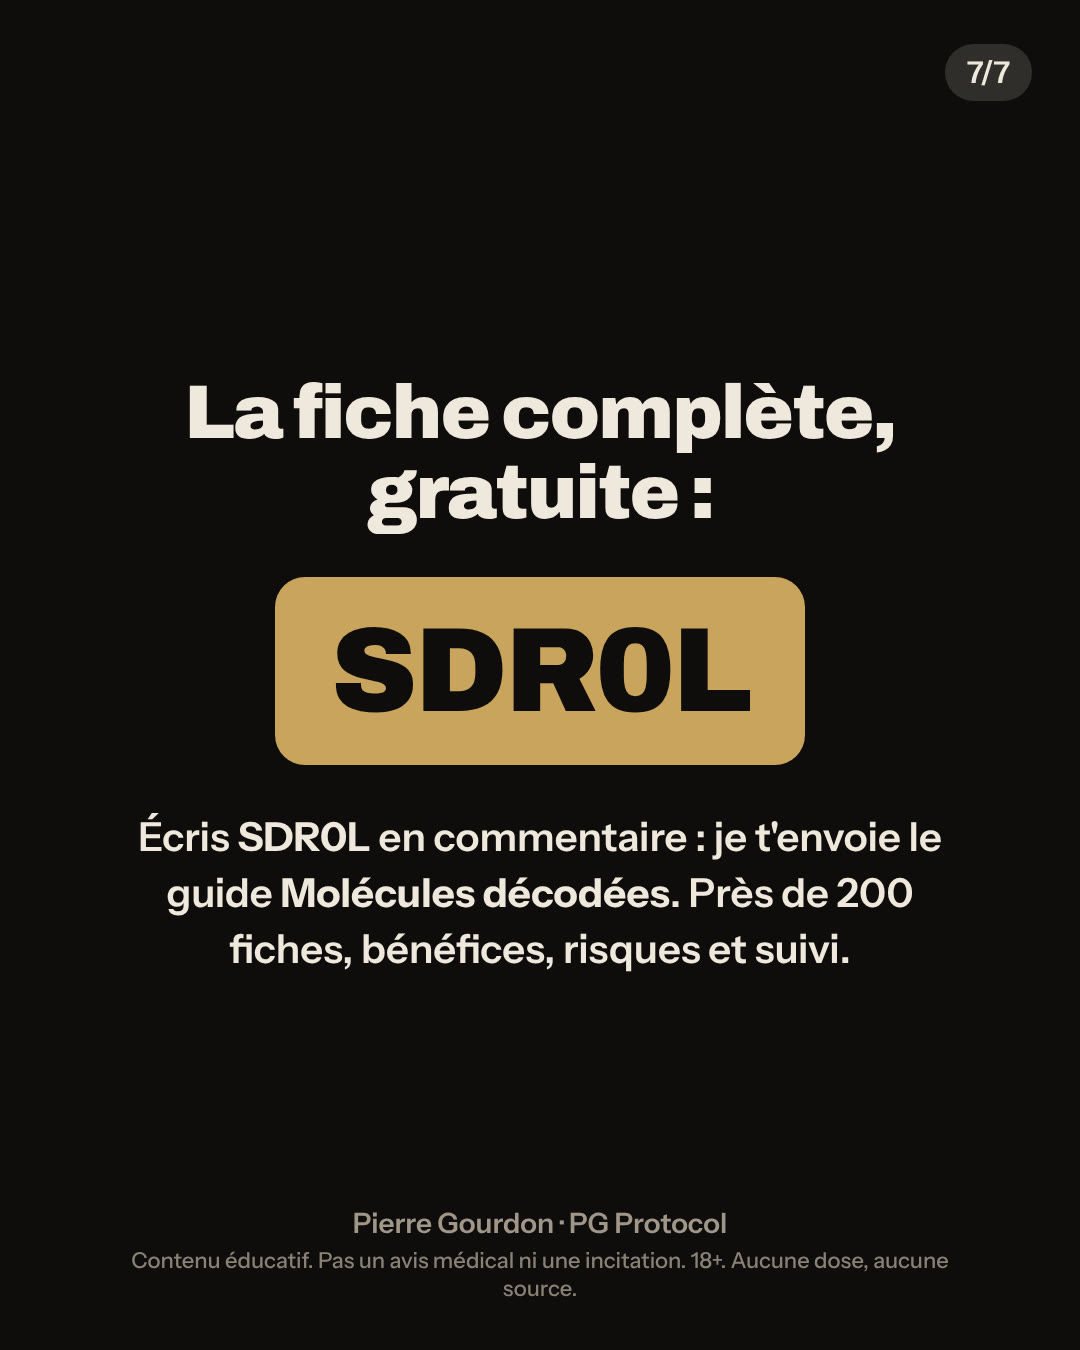 7/7
La fiche complète,
gratuite :
SDR0L
Écris SDR0L en commentaire : je t'envoie le
guide Molécules décodées. Près de 200
fiches, bénéfices, risques et suivi.
Pierre Gourdon · PG Protocol
Contenu éducatif. Pas un avis médical ni une incitation. 18+. Aucune dose, aucune
source.